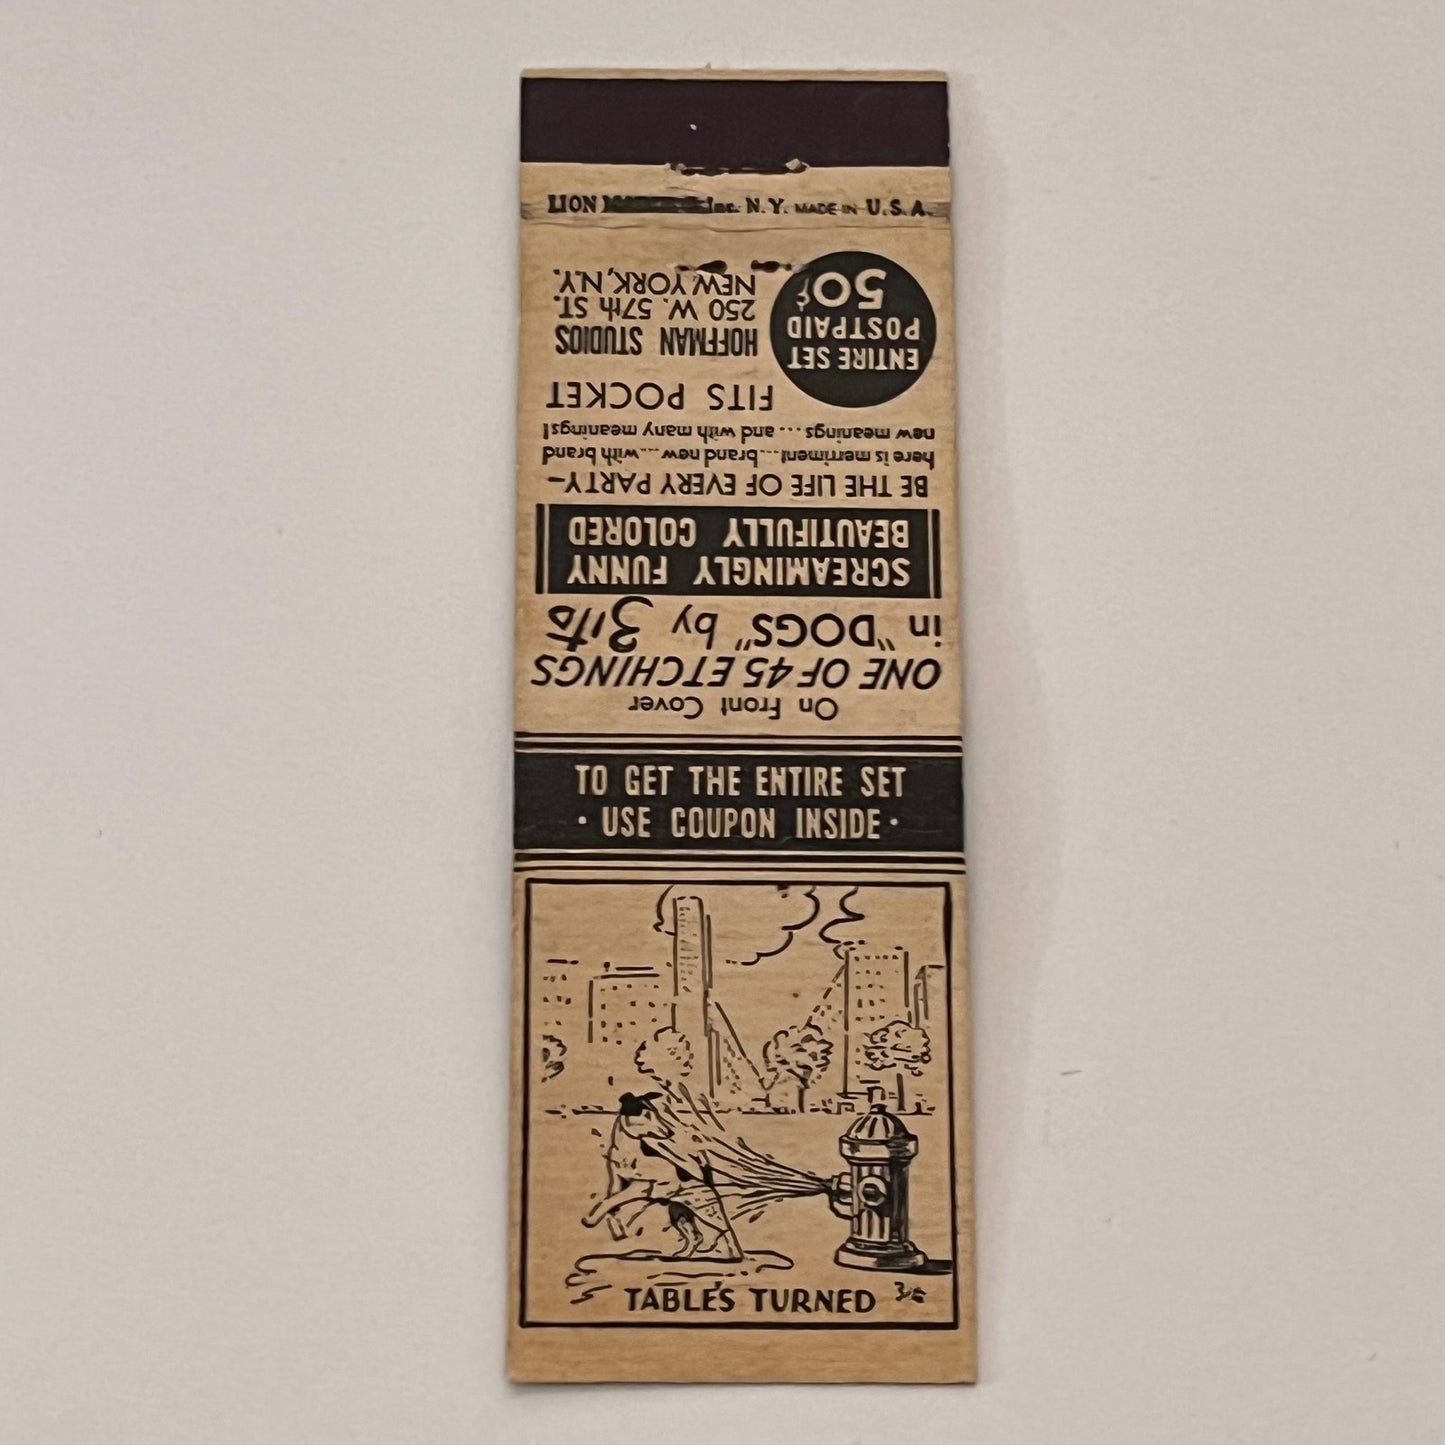 LION Inc. N.Y. MADE IN U.S.A.
On Front Cover
ONE OF 45 ETCHINGS
in "DOGS" by
SCREAMINGLY FUNNY
BEAUTIFULLY COLORED
BE THE LIFE OF EVERY PARTY—
here is merriment...brand new...with brand
new meanings ... and with many meanings!
FITS POCKET
ENTIRE SET
POSTPAID
50¢
HOFFMAN STUDIOS
250 W. 57th ST.
NEW YORK, N.Y.
TO GET THE ENTIRE SET
· USE COUPON INSIDE ·
TABLES TURNED